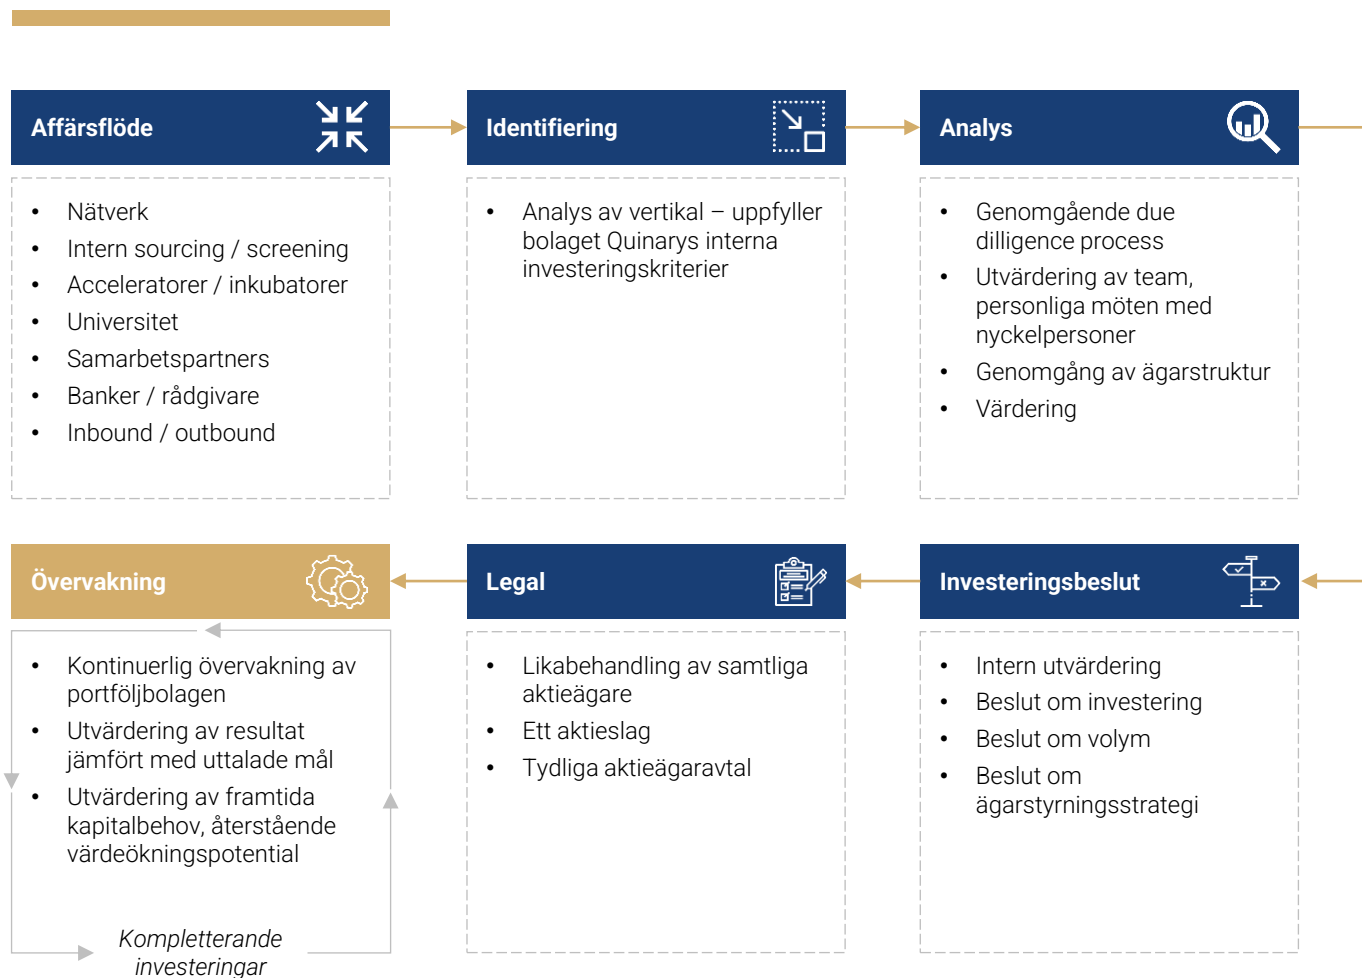 Affärsflöde
• Nätverk
• Intern sourcing / screening
• Acceleratorer / inkubatorer
• Universitet
• Samarbetspartners
• Banker / rådgivare
• Inbound / outbound
Identifiering
• Analys av vertikal – uppfyller
bolaget Quinarys interna
investeringskriterier
Analys
• Genomgående due
dilligence process
• Utvärdering av team,
personliga möten med
nyckelpersoner
• Genomgång av ägarstruktur
• Värdering
Övervakning
• Kontinuerlig övervakning av
portföljbolagen
• Utvärdering av resultat
jämfört med uttalade mål
• Utvärdering av framtida
kapitalbehov, återstående
värdeökningspotential
Kompletterande
investeringar
Legal
• Likabehandling av samtliga
aktieägare
• Ett aktieslag
• Tydliga aktieägaravtal
Investeringsbeslut
• Intern utvärdering
• Beslut om investering
• Beslut om volym
• Beslut om
ägarstyrningsstrategi